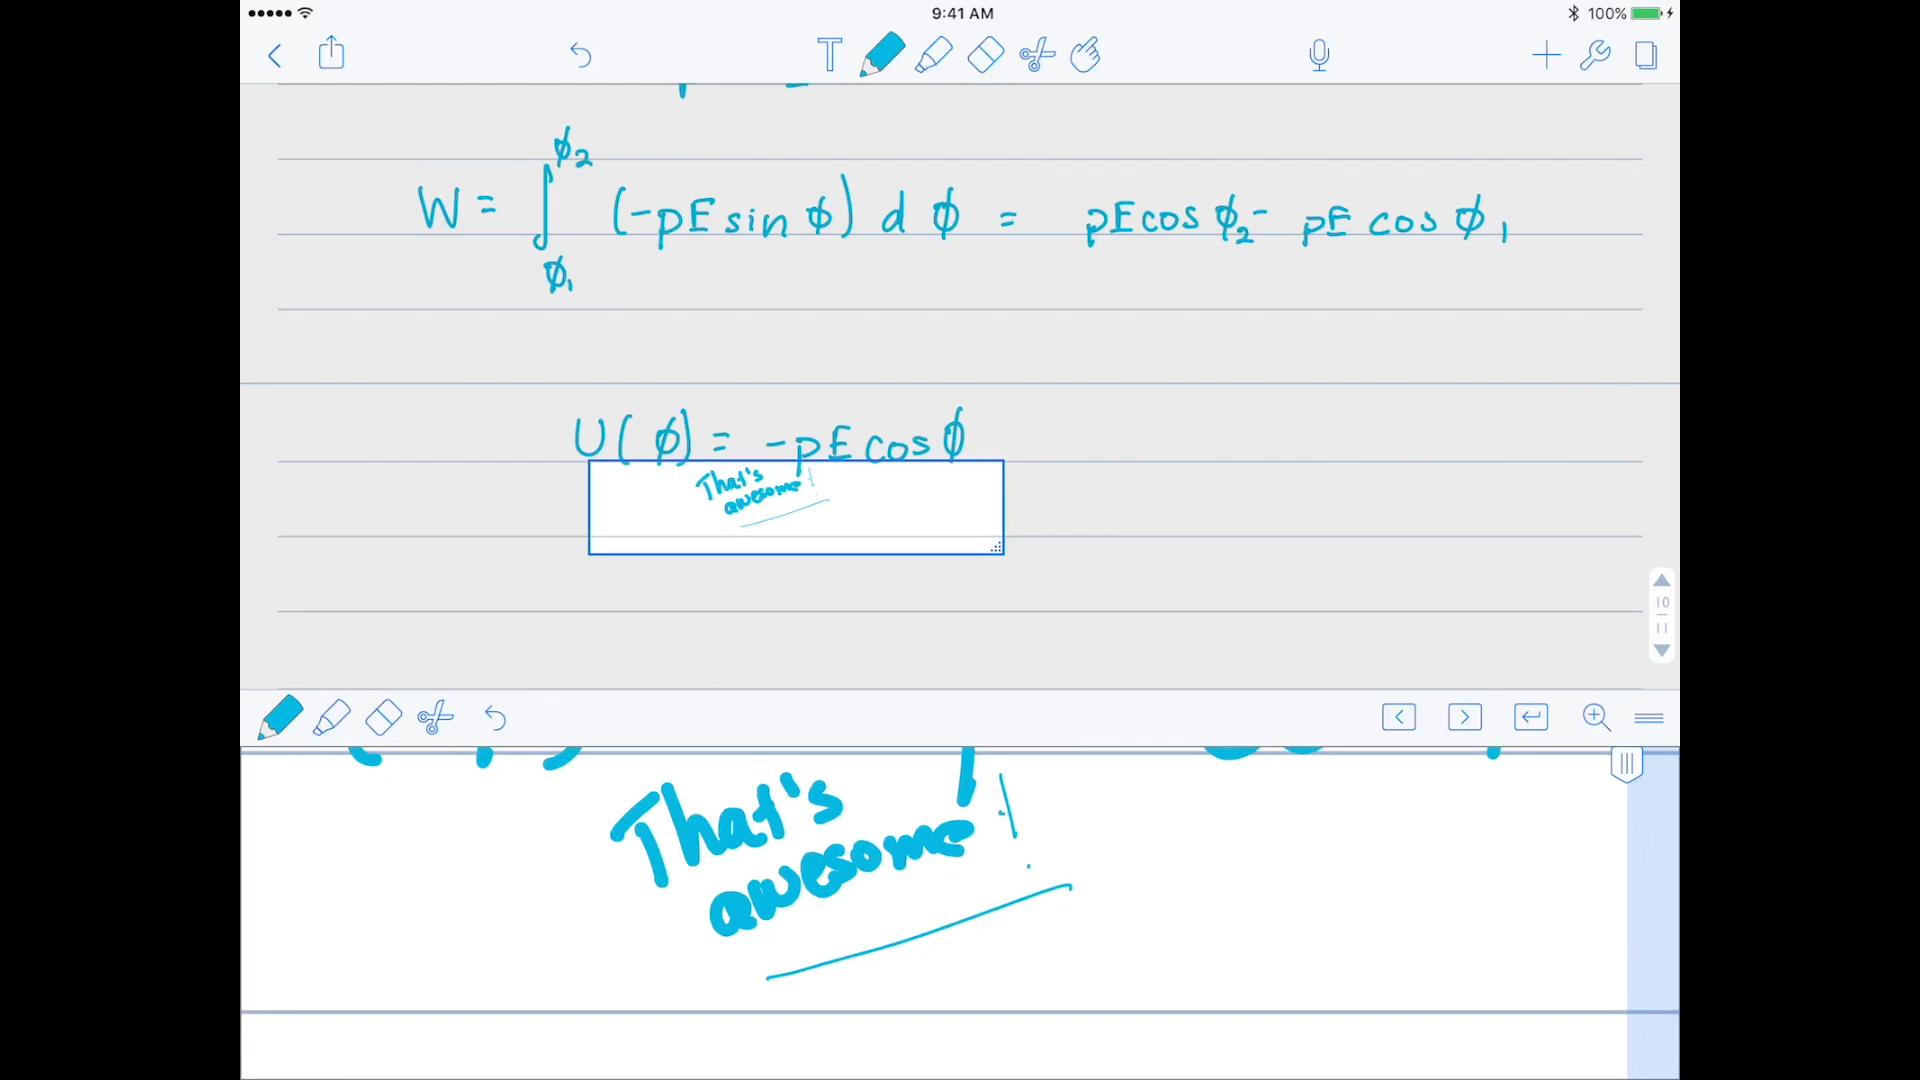 9:41 AM
100%
W = ∫ϕ₁^ϕ₂ (-pE sin ϕ) d ϕ = pE cos ϕ₂ - pE cos ϕ₁
U(ϕ) = -pE cos ϕ
That's
awesome!
10
11
That's
awesome!